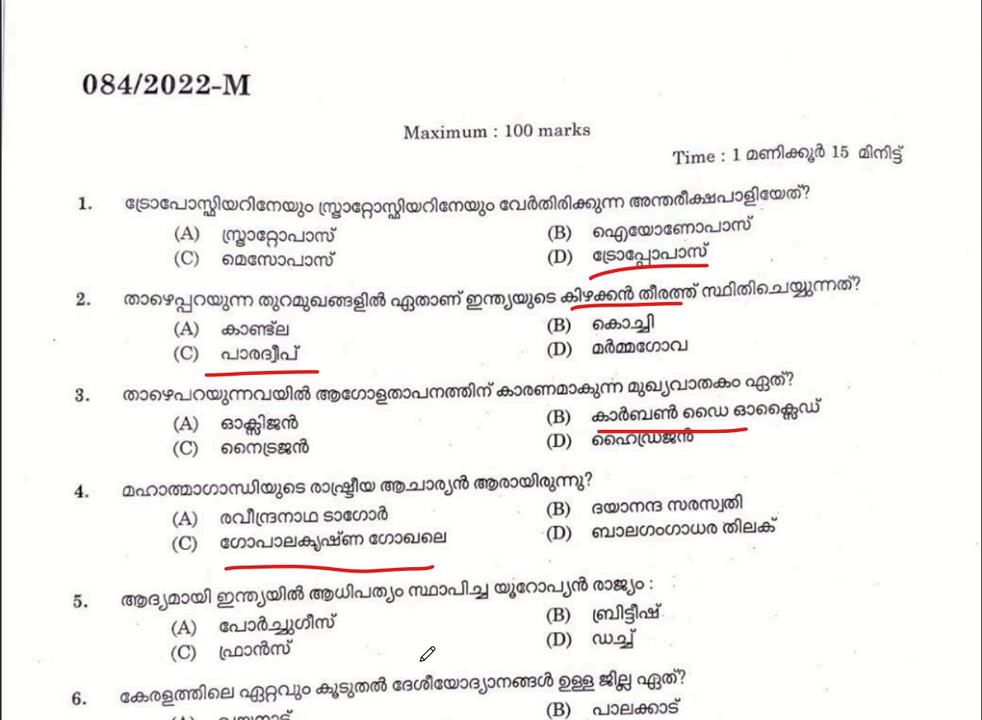 084/2022-M
Maximum : 100 marks
Time : 1 മണിക്കൂർ 15 മിനിട്ട്
1. ട്രോപോസ്ഫിയറിനേയും സ്ട്രാറ്റോസ്ഫിയറിനേയും വേർതിരിക്കുന്ന അന്തരീക്ഷപാളിയേത്?
(A) സ്ട്രാറ്റോപാസ് (B) ഐയോണോപാസ്
(C) മെസോപാസ് (D) ട്രോപ്പോപാസ്
2. താഴെപ്പറയുന്ന തുറമുഖങ്ങളിൽ ഏതാണ് ഇന്ത്യയുടെ കിഴക്കൻ തീരത്ത് സ്ഥിതിചെയ്യുന്നത്?
(A) കാണ്ട്ല (B) കൊച്ചി
(C) പാരദ്വീപ് (D) മർമ്മഗോവ
3. താഴെപറയുന്നവയിൽ ആഗോളതാപനത്തിന് കാരണമാകുന്ന മുഖ്യവാതകം ഏത്?
(A) ഓക്സിജൻ (B) കാർബൺ ഡൈ ഓക്സൈഡ്
(C) നൈട്രജൻ (D) ഹൈഡ്രജൻ
4. മഹാത്മാഗാന്ധിയുടെ രാഷ്ട്രീയ ആചാര്യൻ ആരായിരുന്നു?
(A) രവീന്ദ്രനാഥ ടാഗോർ (B) ദയാനന്ദ സരസ്വതി
(C) ഗോപാലകൃഷ്ണ ഗോഖലെ (D) ബാലഗംഗാധര തിലക്
5. ആദ്യമായി ഇന്ത്യയിൽ ആധിപത്യം സ്ഥാപിച്ച യൂറോപ്യൻ രാജ്യം :
(A) പോർച്ചുഗീസ് (B) ബ്രിട്ടീഷ്
(C) ഫ്രാൻസ് (D) ഡച്ച്
6. കേരളത്തിലെ ഏറ്റവും കൂടുതൽ ദേശീയോദ്യാനങ്ങൾ ഉള്ള ജില്ല ഏത്?
(A) വയനാട് (B) പാലക്കാട്